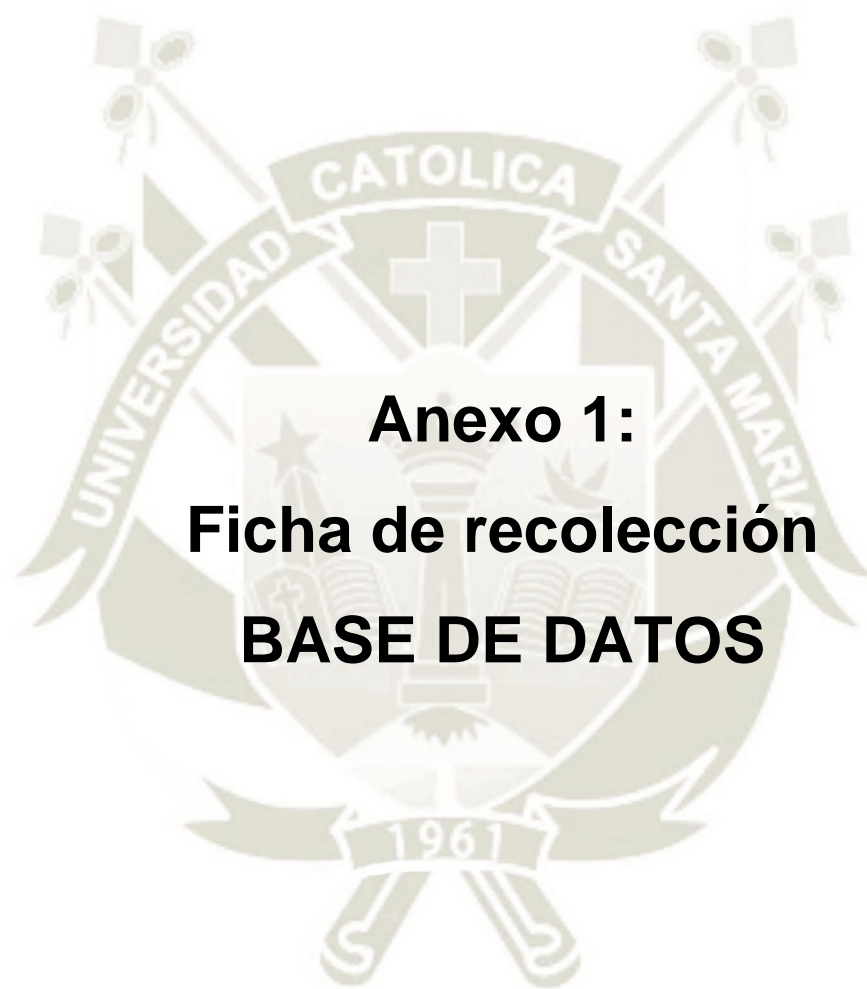 UNIVERSIDAD CATOLICA SANTA MARIA
Anexo 1:
Ficha de recolección
BASE DE DATOS
1961